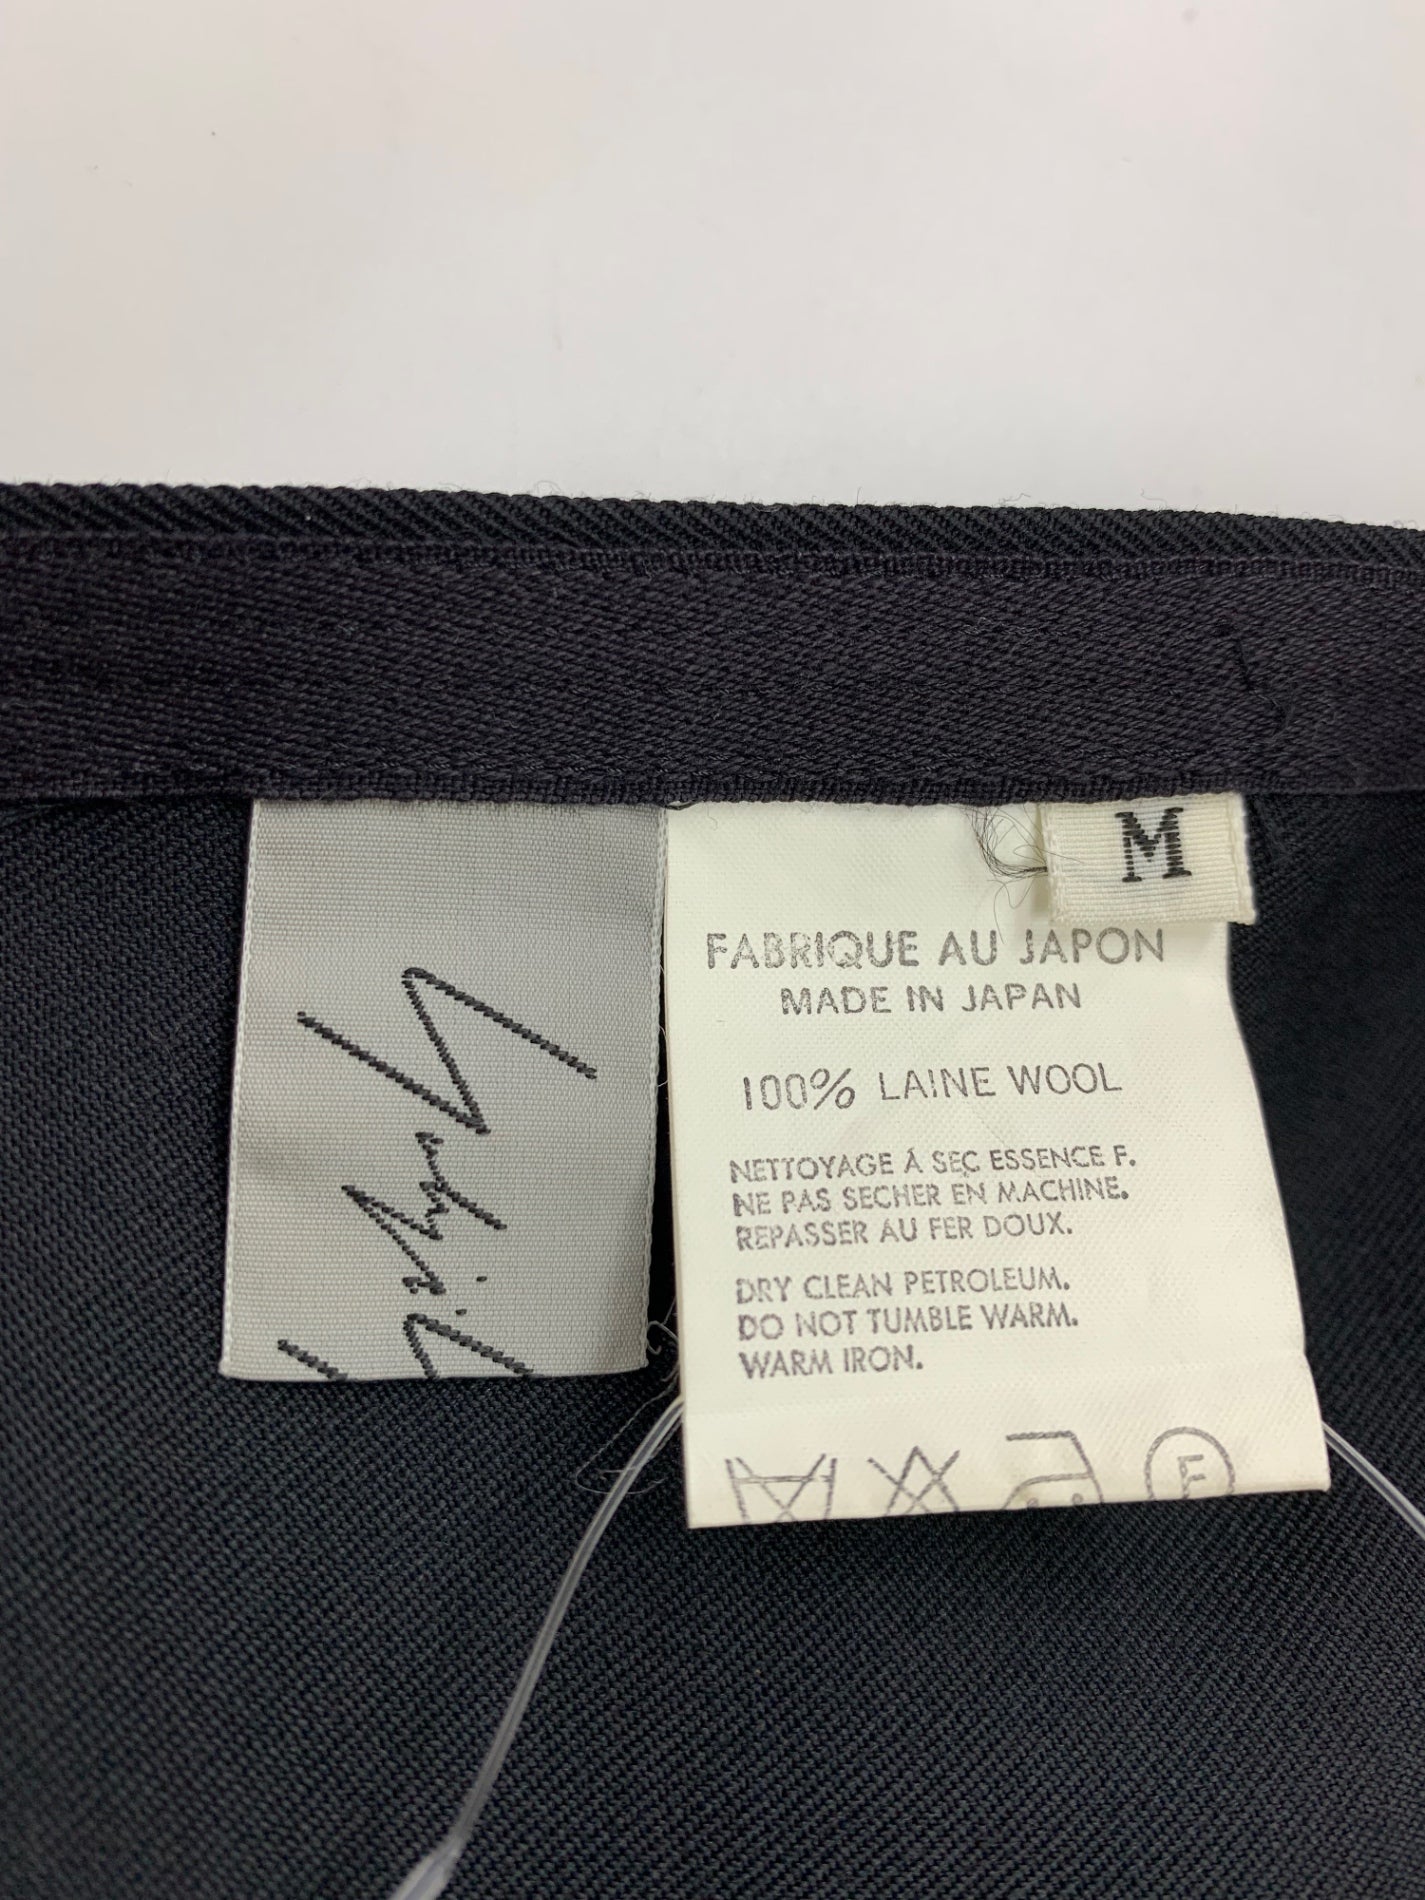 M
FABRIQUE AU JAPON
MADE IN JAPAN
100% LAINE WOOL
NETTOYAGE Á SEC ESSENCE F.
NE PAS SECHER EN MACHINE.
REPASSER AU FER DOUX.
DRY CLEAN PETROLEUM.
DO NOT TUMBLE WARM.
WARM IRON.
F